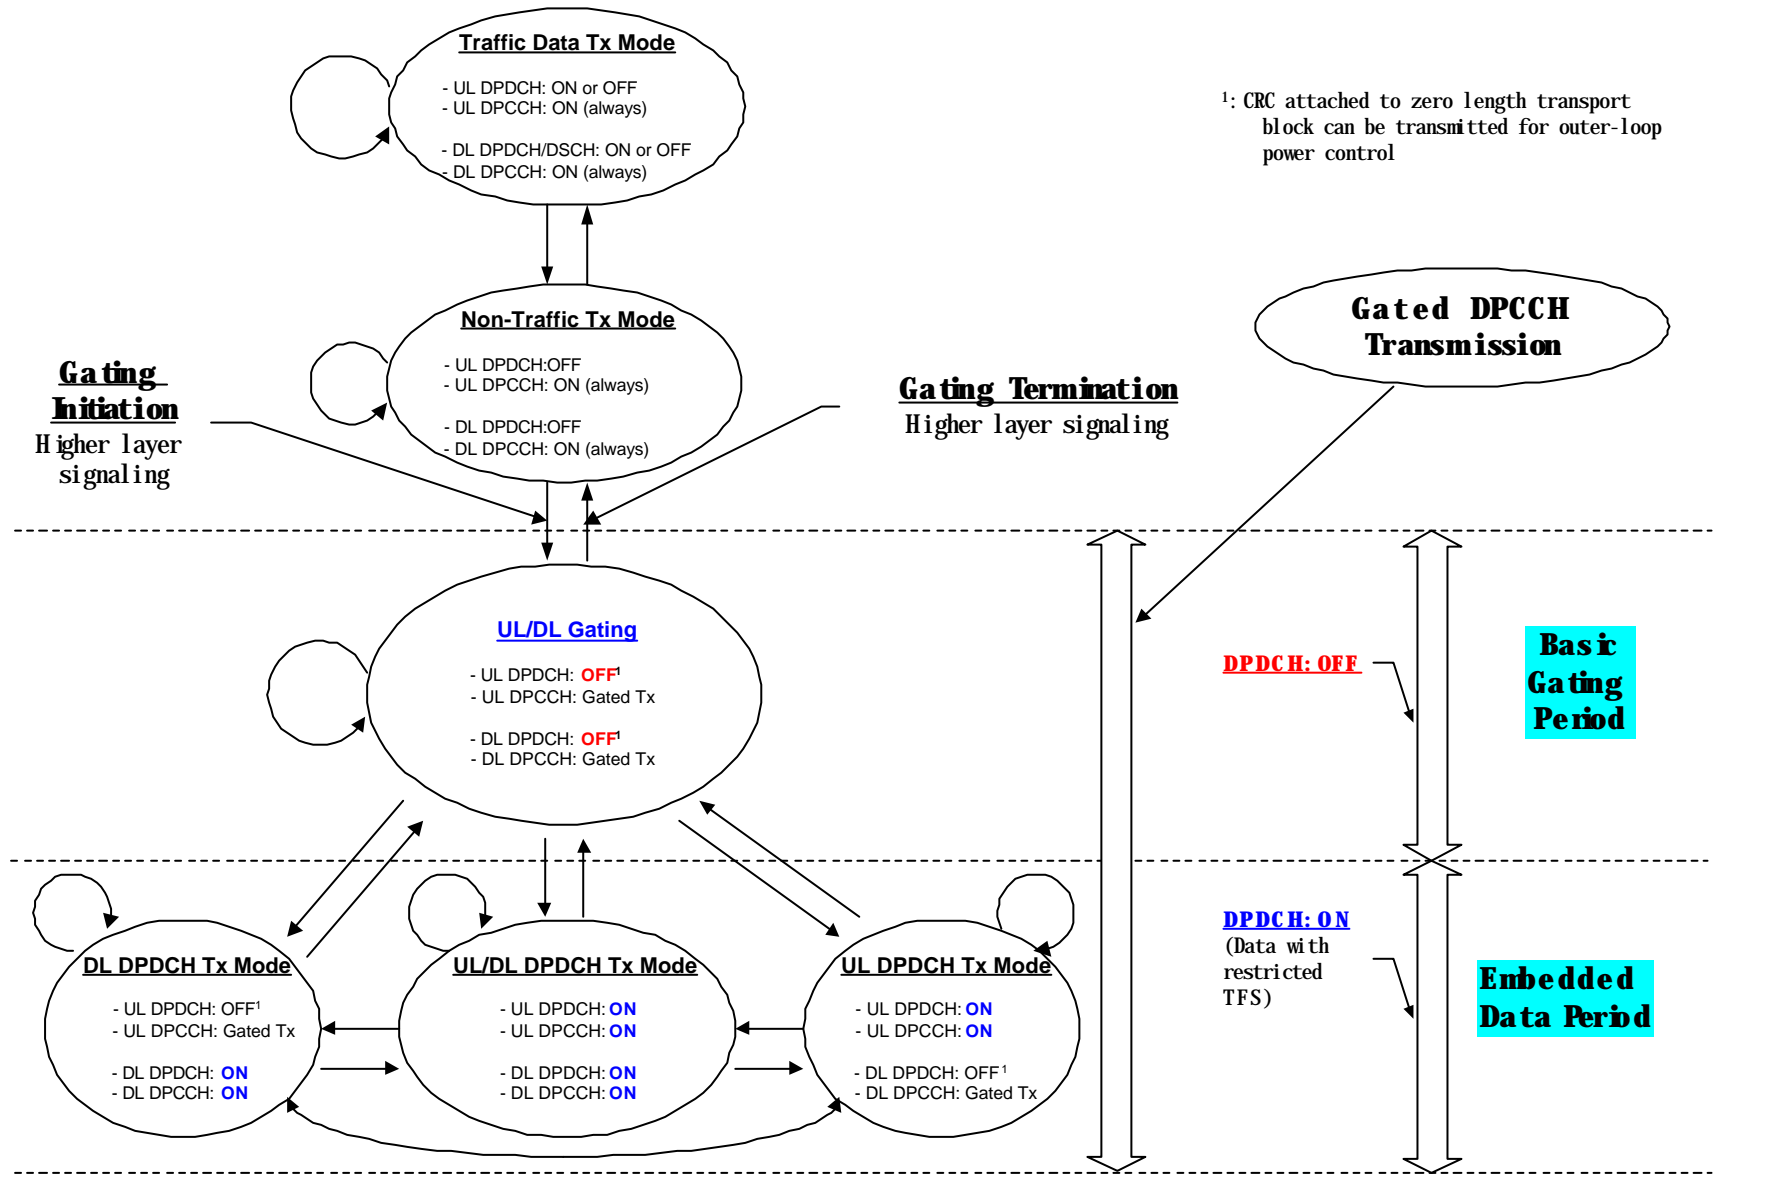 Traffic Data Tx Mode
- UL DPDCH: ON or OFF
- UL DPCCH: ON (always)
- DL DPDCH/DSCH: ON or OFF
- DL DPCCH: ON (always)
¹: CRC attached to zero length transport
block can be transmitted for outer-loop
power control
Non-Traffic Tx Mode
- UL DPDCH:OFF
- UL DPCCH: ON (always)
- DL DPDCH:OFF
- DL DPCCH: ON (always)
Gated DPCCH
Transmission
Gating
Initiation
Higher layer
signaling
Gating Termination
Higher layer signaling
UL/DL Gating
- UL DPDCH: OFF¹
- UL DPCCH: Gated Tx
- DL DPDCH: OFF¹
- DL DPCCH: Gated Tx
DPDCH: OFF
Basic
Gating
Period
DL DPDCH Tx Mode
- UL DPDCH: OFF¹
- UL DPCCH: Gated Tx
- DL DPDCH: ON
- DL DPCCH: ON
UL/DL DPDCH Tx Mode
- UL DPDCH: ON
- UL DPCCH: ON
- DL DPDCH: ON
- DL DPCCH: ON
UL DPDCH Tx Mode
- UL DPDCH: ON
- UL DPCCH: ON
- DL DPDCH: OFF¹
- DL DPCCH: Gated Tx
DPDCH: ON
(Data with
restricted
TFS)
Embedded
Data Period